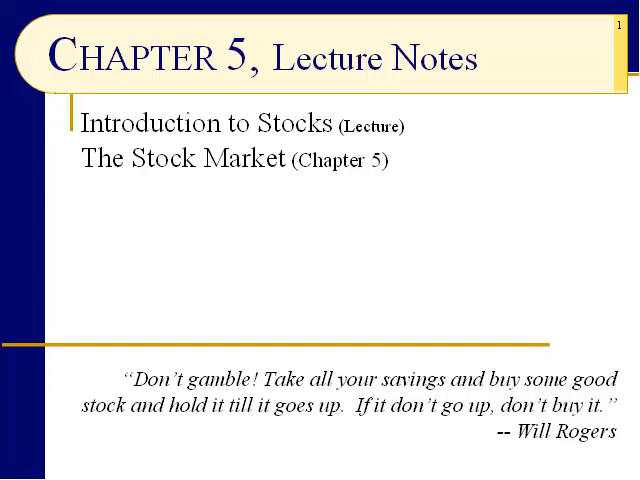 1
CHAPTER 5, Lecture Notes
Introduction to Stocks (Lecture)
The Stock Market (Chapter 5)
“Don’t gamble! Take all your savings and buy some good
stock and hold it till it goes up.  If it don’t go up, don’t buy it.”
-- Will Rogers